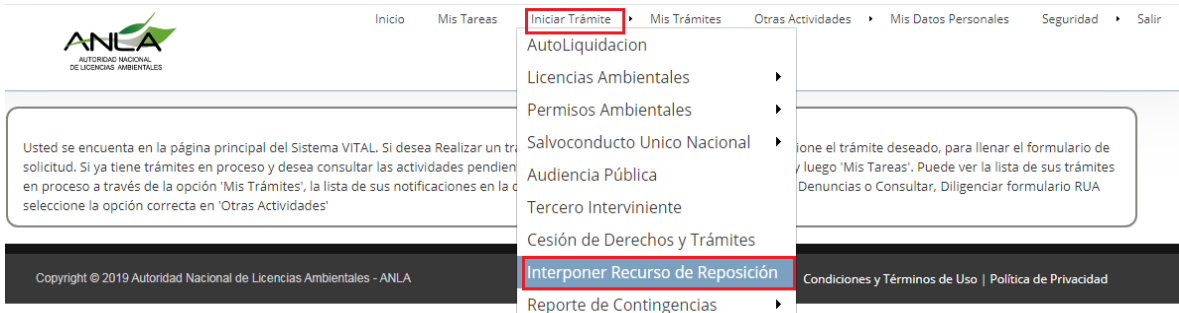 Inicio Mis Tareas Iniciar Trámite Mis Trámites Otras Actividades Mis Datos Personales Seguridad Salir
ANLA
AUTORIDAD NACIONAL
DE LICENCIAS AMBIENTALES
AutoLiquidacion
Licencias Ambientales
Permisos Ambientales
Salvoconducto Unico Nacional
Audiencia Pública
Tercero Interviniente
Cesión de Derechos y Trámites
Interponer Recurso de Reposición
Reporte de Contingencias
Usted se encuenta en la página principal del Sistema VITAL. Si desea Realizar un ione el trámite deseado, para llenar el formulario de
solicitud. Si ya tiene trámites en proceso y desea consultar las actividades y luego 'Mis Tareas'. Puede ver la lista de sus trámites
en proceso a través de la opción 'Mis Trámites', la lista de sus notificaciones en la Denuncias o Consultar, Diligenciar formulario RUA
seleccione la opción correcta en 'Otras Actividades'
Copyright © 2019 Autoridad Nacional de Licencias Ambientales - ANLA Condiciones y Términos de Uso | Política de Privacidad